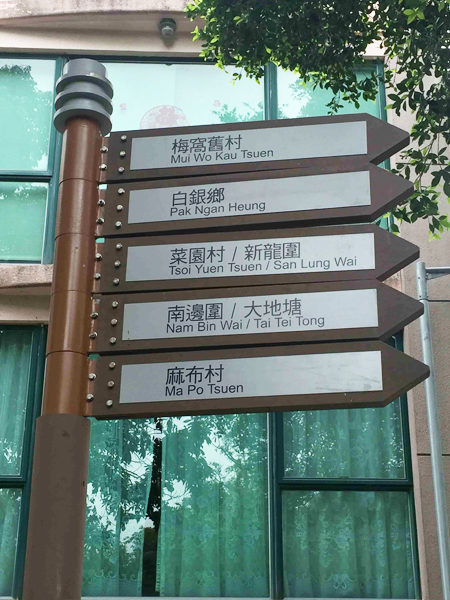 梅窩舊村
Mui Wo Kau Tsuen
白銀鄉
Pak Ngan Heung
菜園村 / 新龍圍
Tsoi Yuen Tsuen / San Lung Wai
南邊圍 / 大地塘
Nam Bin Wai / Tai Tei Tong
麻布村
Ma Po Tsuen